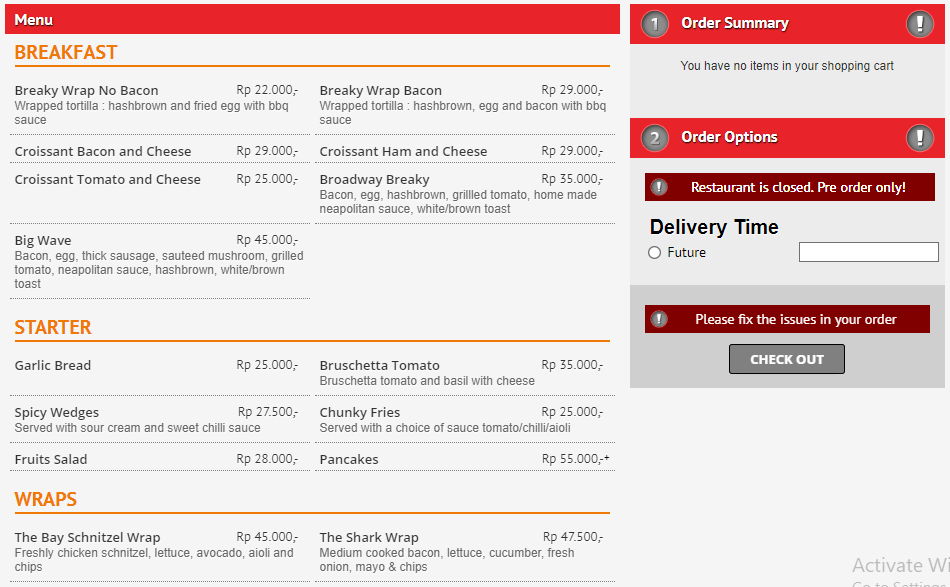 Menu
BREAKFAST
Breaky Wrap No Bacon Rp 22.000,-
Wrapped tortilla : hashbrown and fried egg with bbq
sauce
Breaky Wrap Bacon Rp 29.000,-
Wrapped tortilla : hashbrown, egg and bacon with bbq
sauce
Croissant Bacon and Cheese Rp 29.000,-
Croissant Ham and Cheese Rp 29.000,-
Croissant Tomato and Cheese Rp 25.000,-
Broadway Breaky Rp 35.000,-
Bacon, egg, hashbrown, grillled tomato, home made
neapolitan sauce, white/brown toast
Big Wave Rp 45.000,-
Bacon, egg, thick sausage, sauteed mushroom, grilled
tomato, neapolitan sauce, hashbrown, white/brown
toast
STARTER
Garlic Bread Rp 25.000,-
Bruschetta Tomato Rp 35.000,-
Bruschetta tomato and basil with cheese
Spicy Wedges Rp 27.500,-
Served with sour cream and sweet chilli sauce
Chunky Fries Rp 25.000,-
Served with a choice of sauce tomato/chilli/aioli
Fruits Salad Rp 28.000,-
Pancakes Rp 55.000,-+
WRAPS
The Bay Schnitzel Wrap Rp 45.000,-
Freshly chicken schnitzel, lettuce, avocado, aioli and
chips
The Shark Wrap Rp 47.500,-
Medium cooked bacon, lettuce, cucumber, fresh
onion, mayo & chips
1 Order Summary !
You have no items in your shopping cart
2 Order Options !
! Restaurant is closed. Pre order only!
Delivery Time
Future
! Please fix the issues in your order
CHECK OUT
Activate Wi